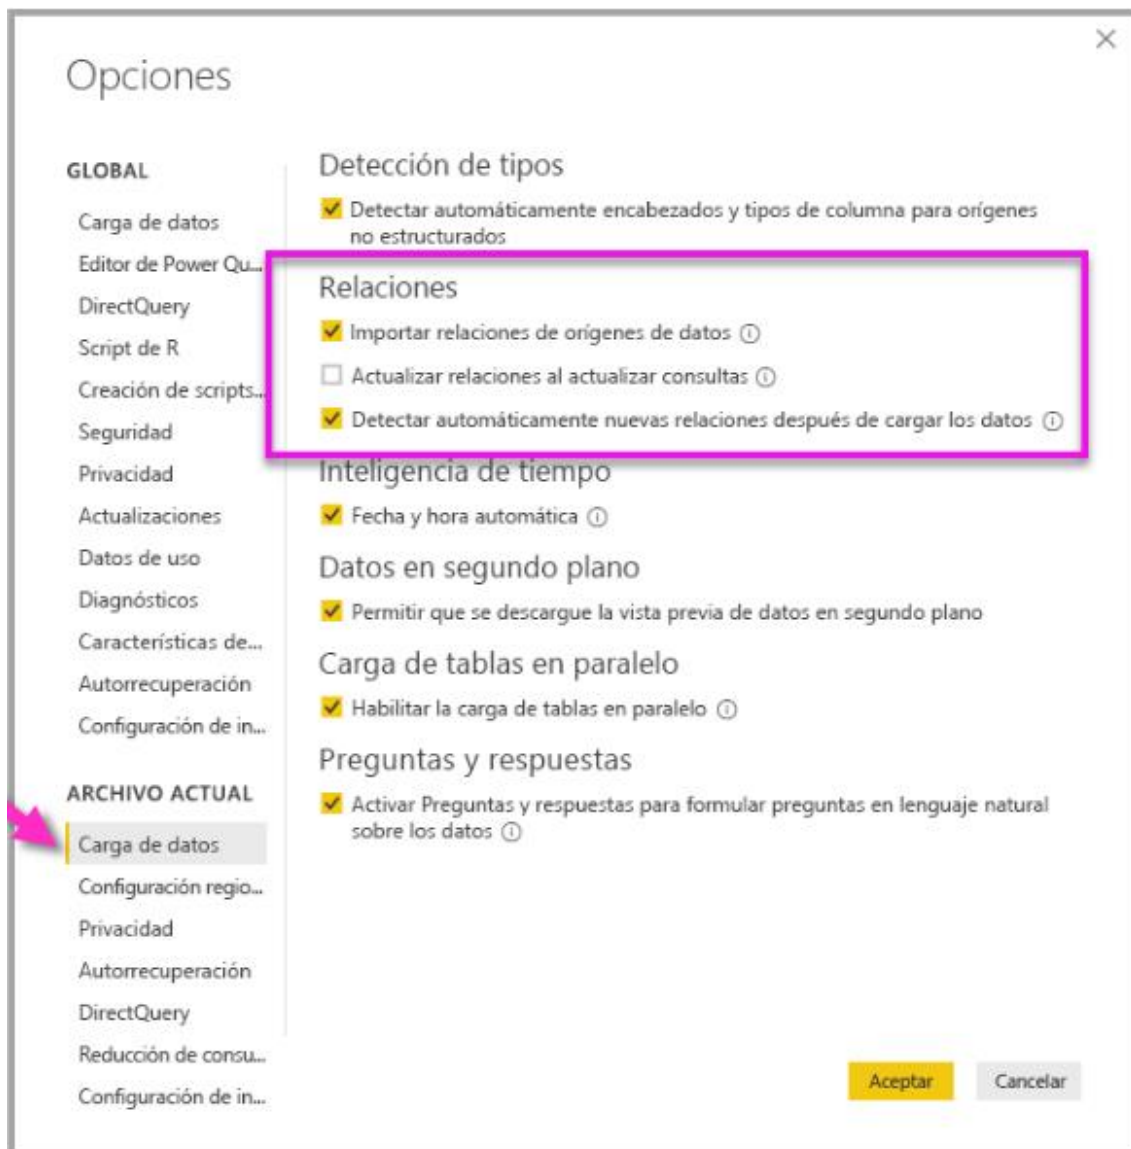 Opciones
GLOBAL
Carga de datos
Editor de Power Qu...
DirectQuery
Script de R
Creación de scripts...
Seguridad
Privacidad
Actualizaciones
Datos de uso
Diagnósticos
Características de...
Autorrecuperación
Configuración de in...
ARCHIVO ACTUAL
Carga de datos
Configuración regio...
Privacidad
Autorrecuperación
DirectQuery
Reducción de consu...
Configuración de in...
Detección de tipos
Detectar automáticamente encabezados y tipos de columna para orígenes
no estructurados
Relaciones
Importar relaciones de orígenes de datos
Actualizar relaciones al actualizar consultas
Detectar automáticamente nuevas relaciones después de cargar los datos
Inteligencia de tiempo
Fecha y hora automática
Datos en segundo plano
Permitir que se descargue la vista previa de datos en segundo plano
Carga de tablas en paralelo
Habilitar la carga de tablas en paralelo
Preguntas y respuestas
Activar Preguntas y respuestas para formular preguntas en lenguaje natural
sobre los datos
Aceptar
Cancelar